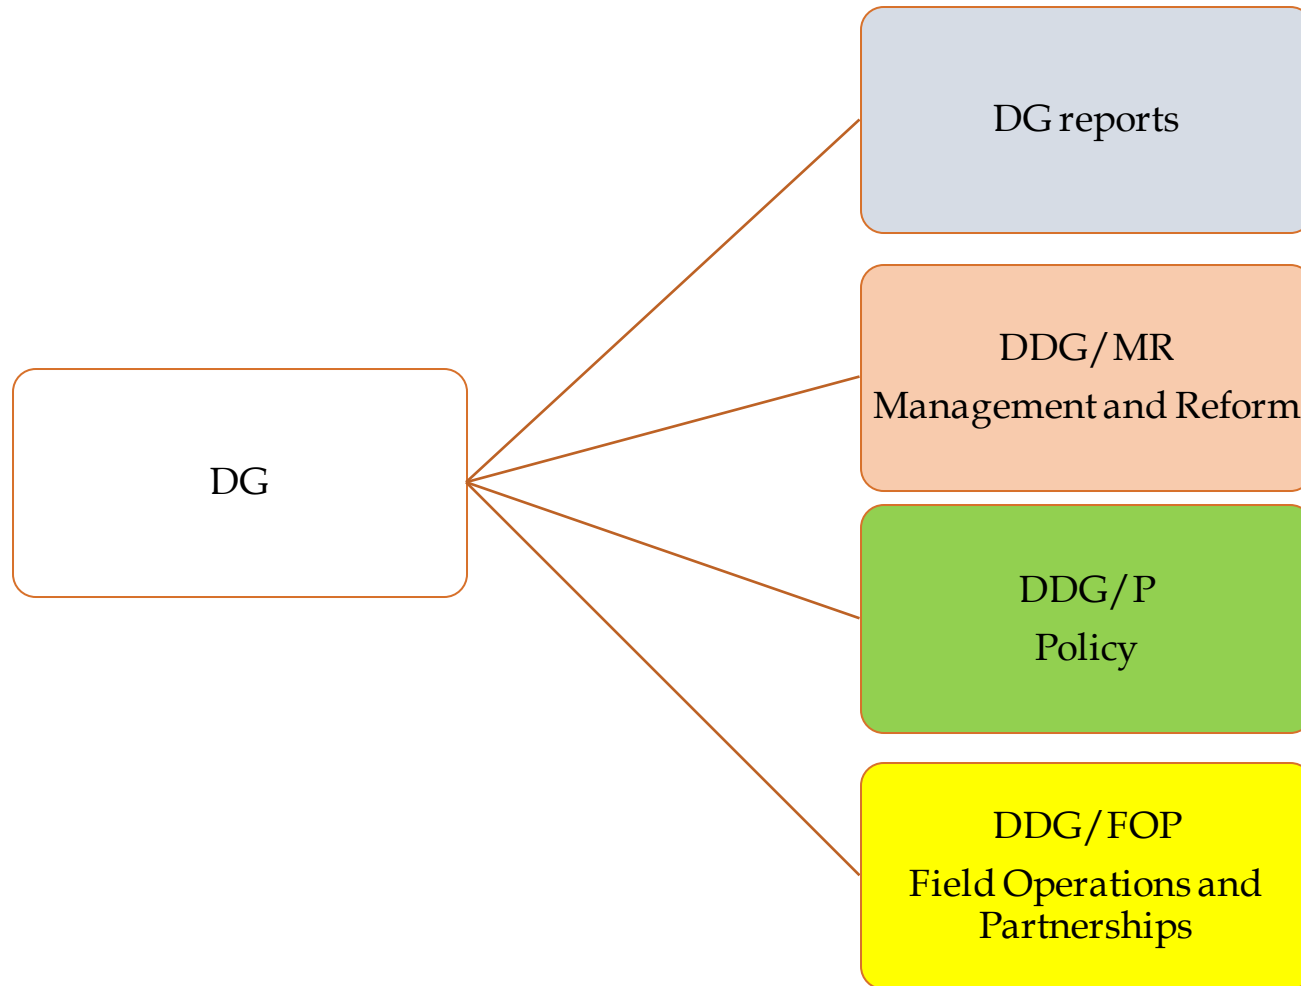 DG reports
DDG/MR
Management and Reform
DG
DDG/P
Policy
DDG/FOP
Field Operations and
Partnerships